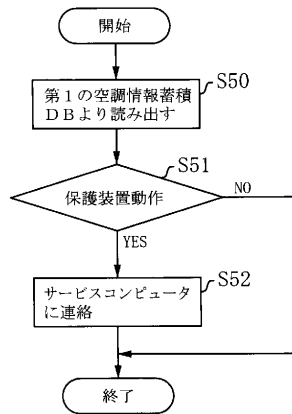 開始
S50
第1の空調情報蓄積
DBより読み出す
S51
保護装置動作
NO
YES
S52
サービスコンピュータ
に連絡
終了